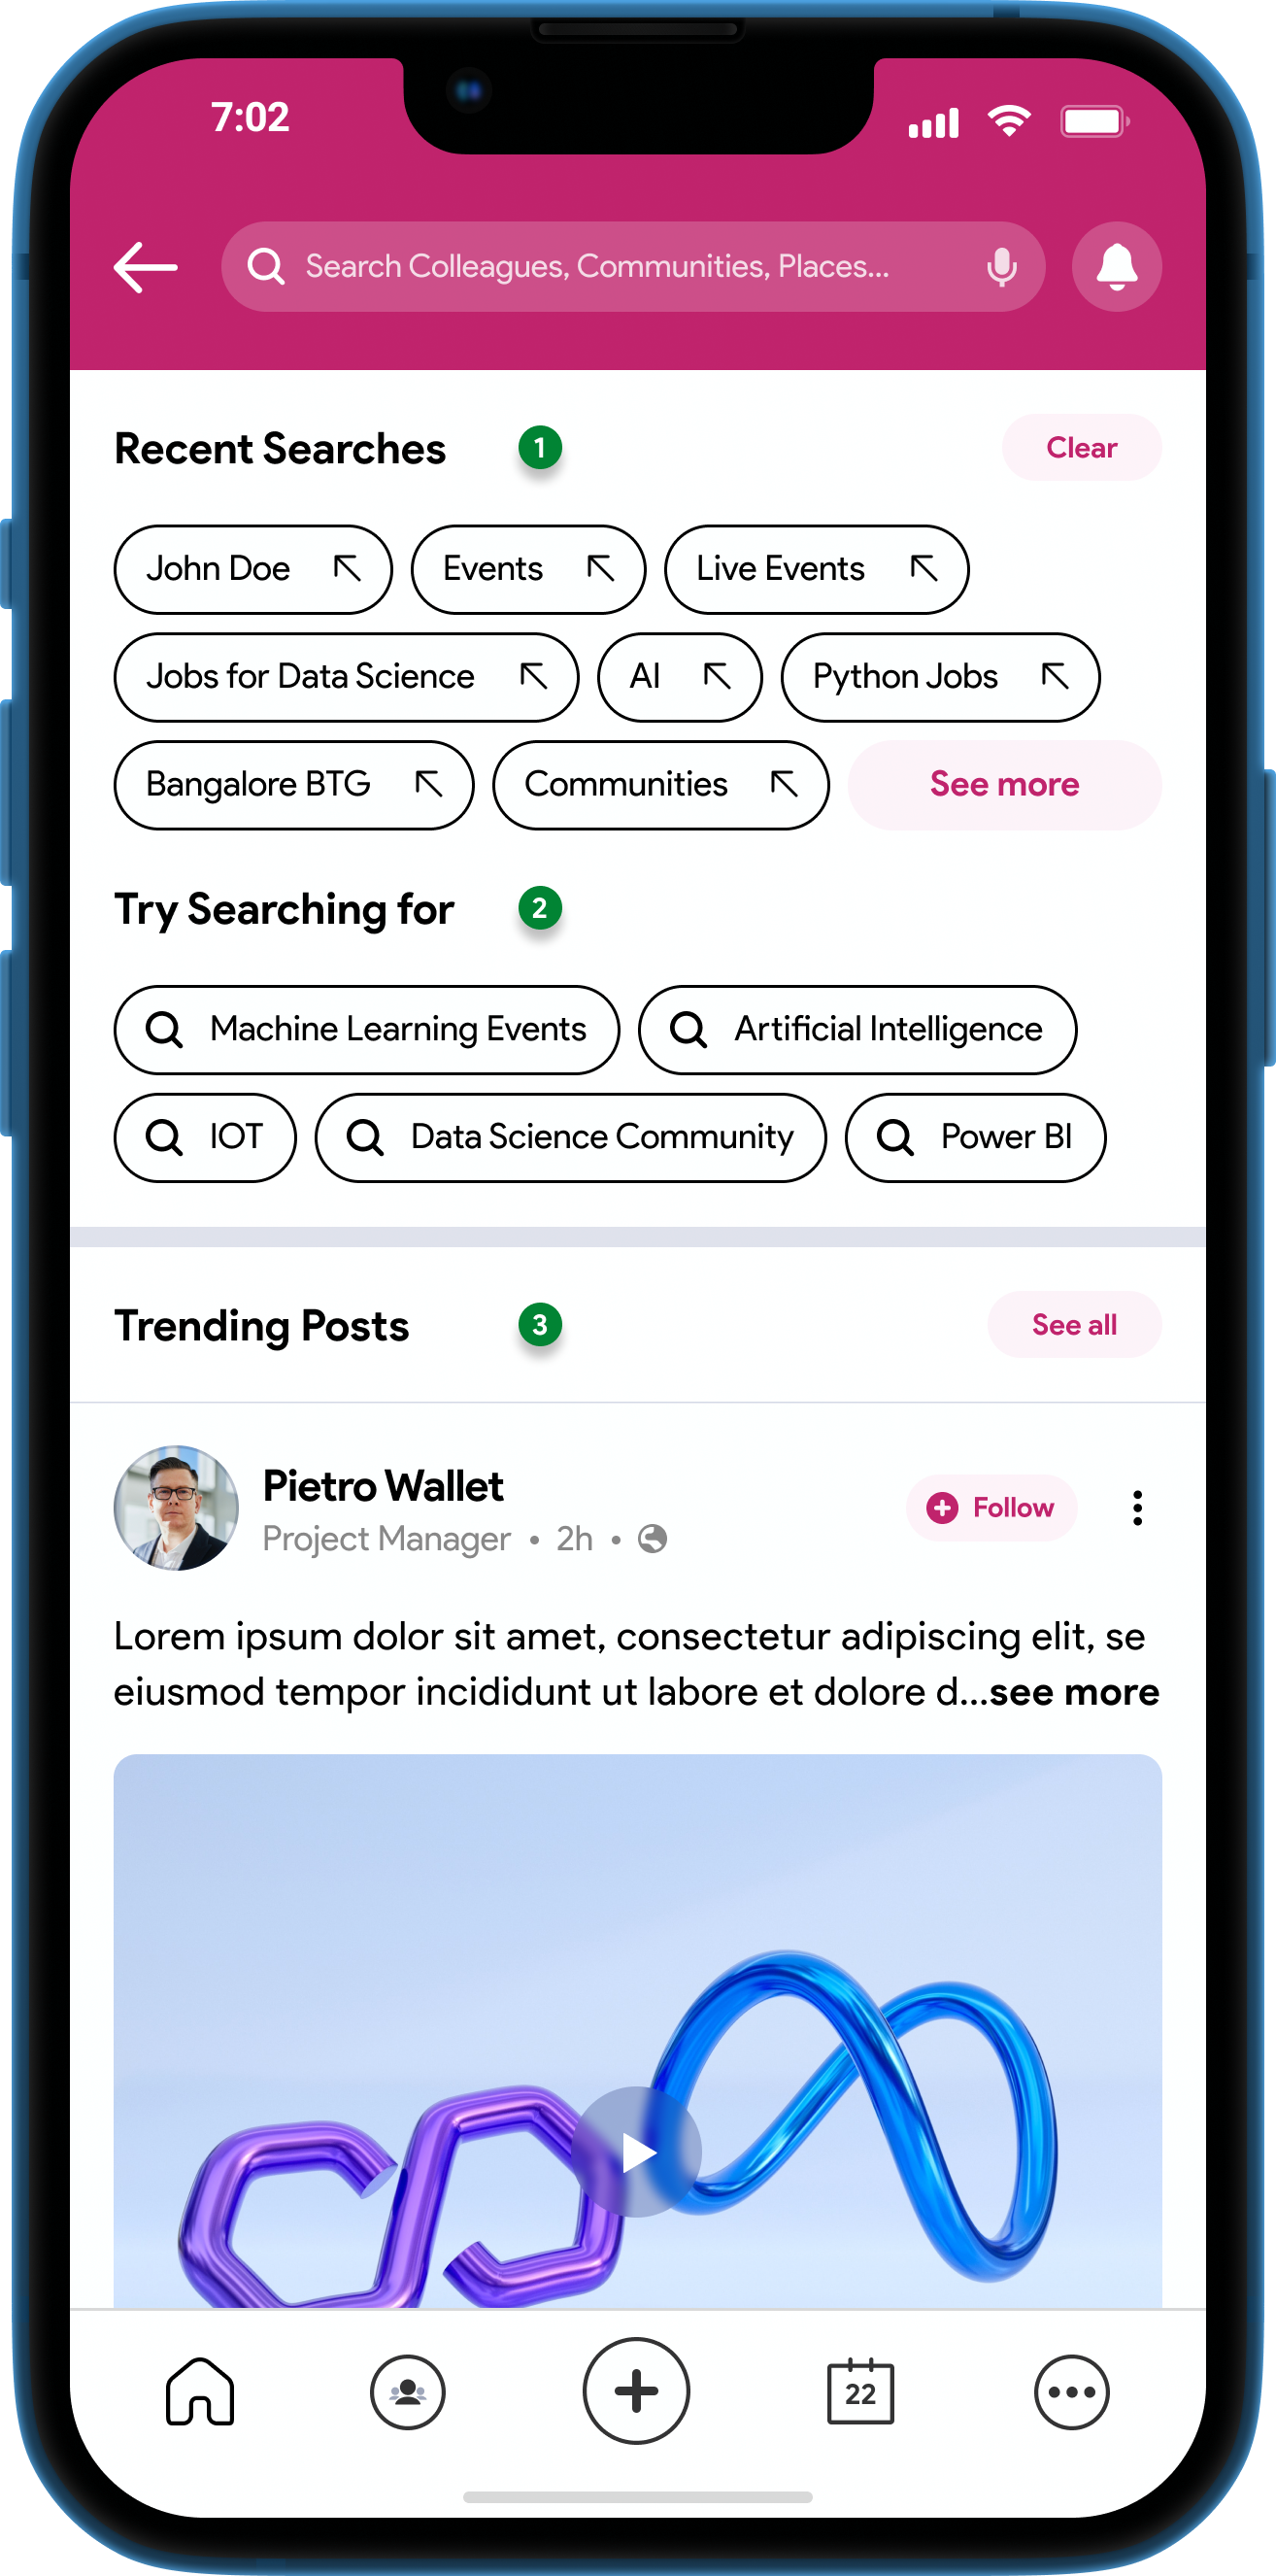 7:02
Search Colleagues, Communities, Places...
Recent Searches 1 Clear
John Doe Events Live Events
Jobs for Data Science AI Python Jobs
Bangalore BTG Communities See more
Try Searching for 2
Machine Learning Events Artificial Intelligence
IOT Data Science Community Power BI
Trending Posts 3 See all
Pietro Wallet
Project Manager • 2h •
Follow
Lorem ipsum dolor sit amet, consectetur adipiscing elit, se
eiusmod tempor incididunt ut labore et dolore d...see more
22